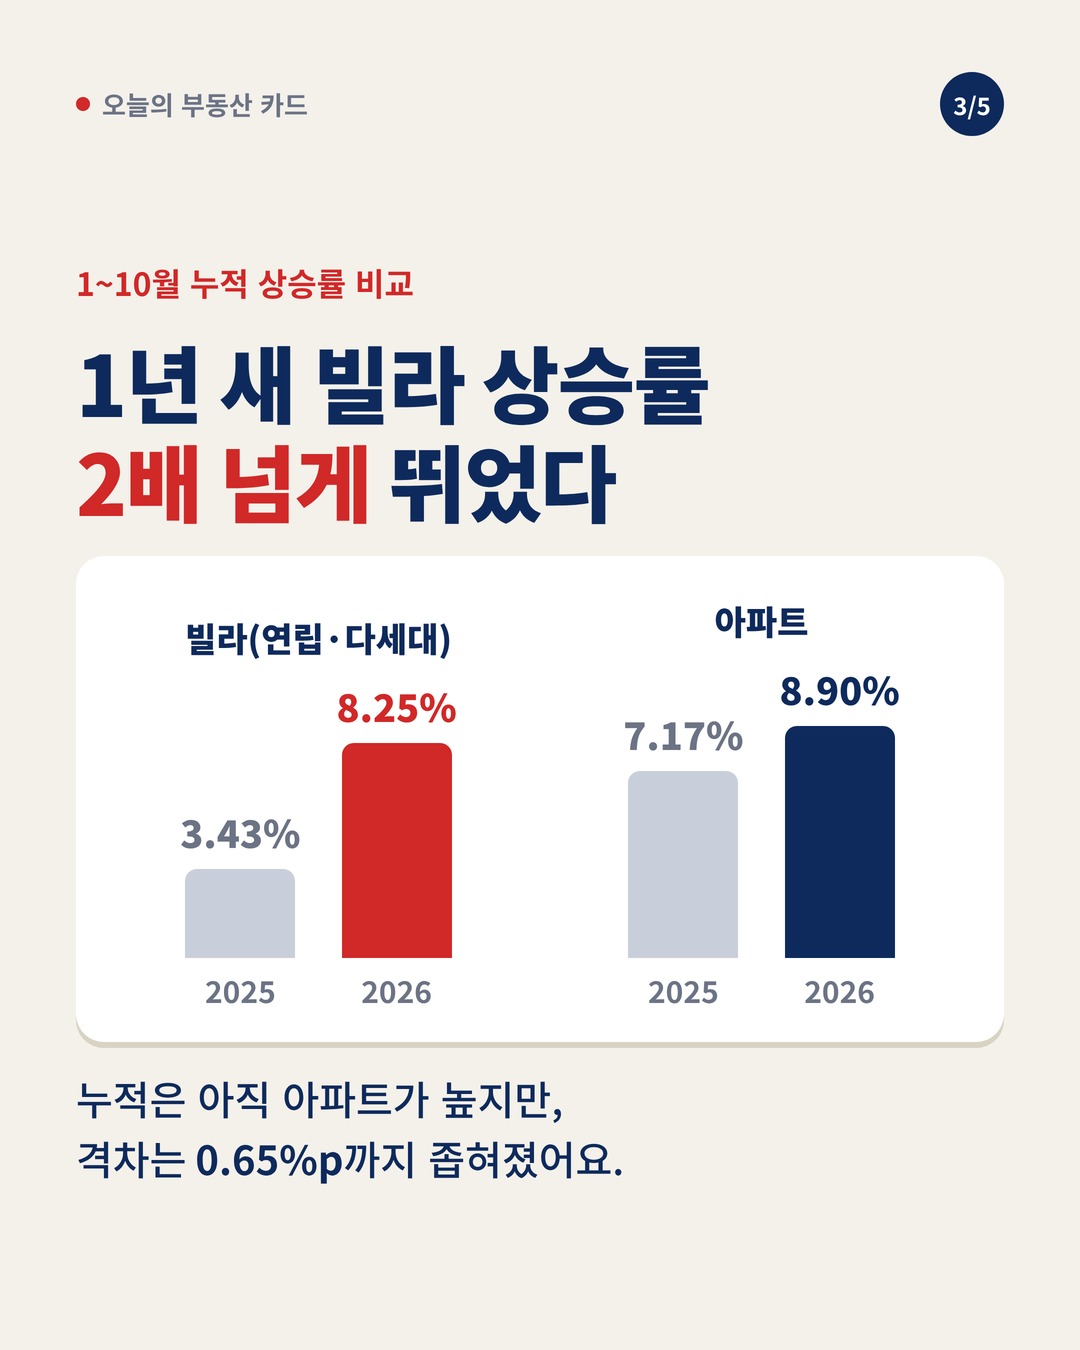 오늘의 부동산 카드
3/5
1~10월 누적 상승률 비교
1년 새 빌라 상승률
2배 넘게 뛰었다
빌라(연립·다세대)
8.25%
3.43%
2025
2026
아파트
8.90%
7.17%
2025
2026
누적은 아직 아파트가 높지만,
격차는 0.65%p까지 좁혀졌어요.